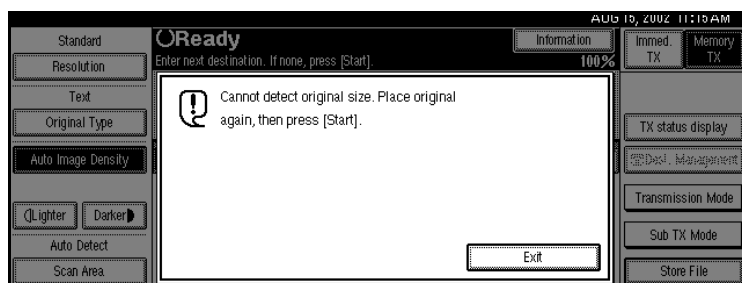 AUG 15, 2002 11:15AM
Standard
Resolution
Text
Original Type
Auto Image Density
Lighter
Darker
Auto Detect
Scan Area
Ready
Enter next destination. If none, press [Start].
Information
100%
Cannot detect original size. Place original
again, then press [Start].
Exit
Immed.
TX
Memory
TX
TX status display
Dest. Management
Transmission Mode
Sub TX Mode
Store File